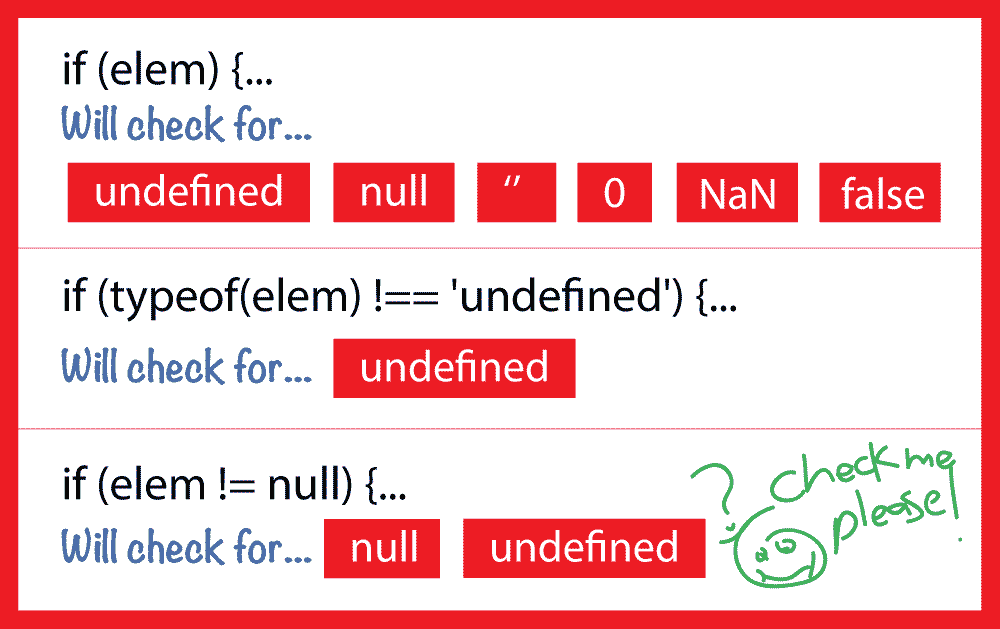 if (elem) {...
Will check for...
undefined null “ 0 NaN false
if (typeof(elem) !== 'undefined') {...
Will check for... undefined
if (elem != null) {...
Will check for... null undefined
? check me
please!